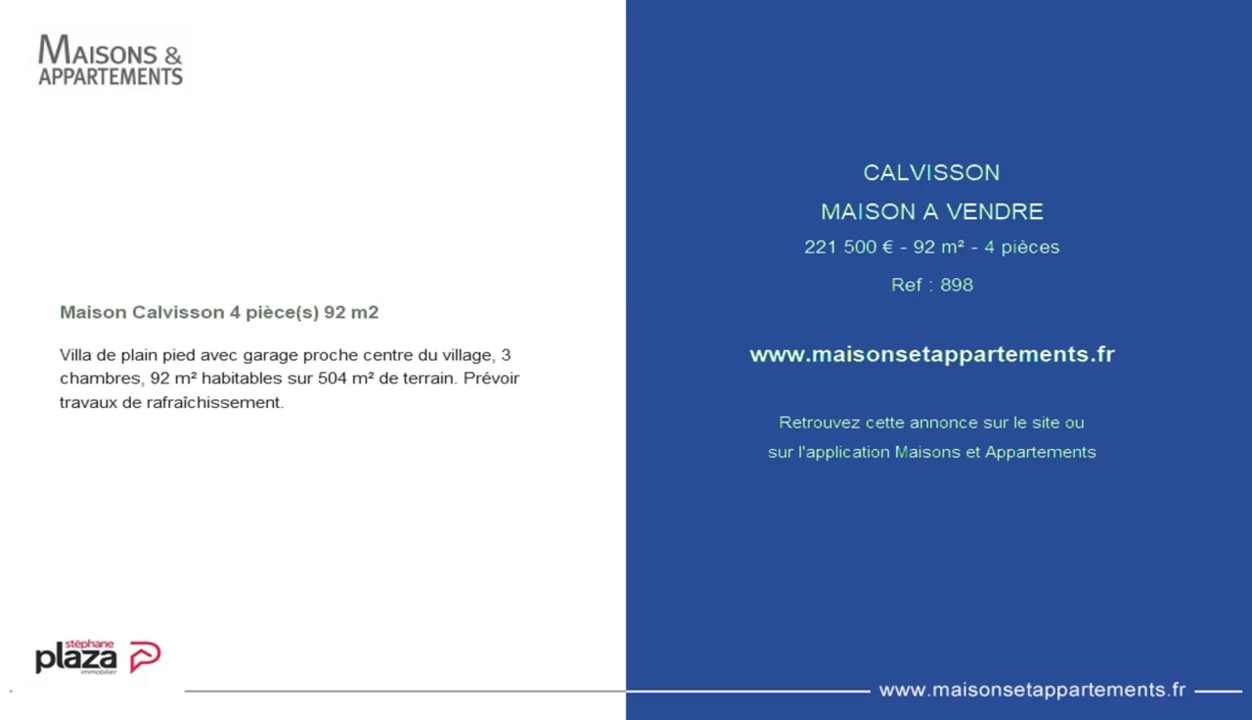 MAISONS &
APPARTEMENTS
Maison Calvisson 4 pièce(s) 92 m2
Villa de plain pied avec garage proche centre du village, 3
chambres, 92 m² habitables sur 504 m² de terrain. Prévoir
travaux de rafraîchissement.
stéphane
plaza
immobilier
CALVISSON
MAISON A VENDRE
221 500 € - 92 m² - 4 pièces
Ref : 898
www.maisonsetappartements.fr
Retrouvez cette annonce sur le site ou
sur l'application Maisons et Appartements
www.maisonsetappartements.fr